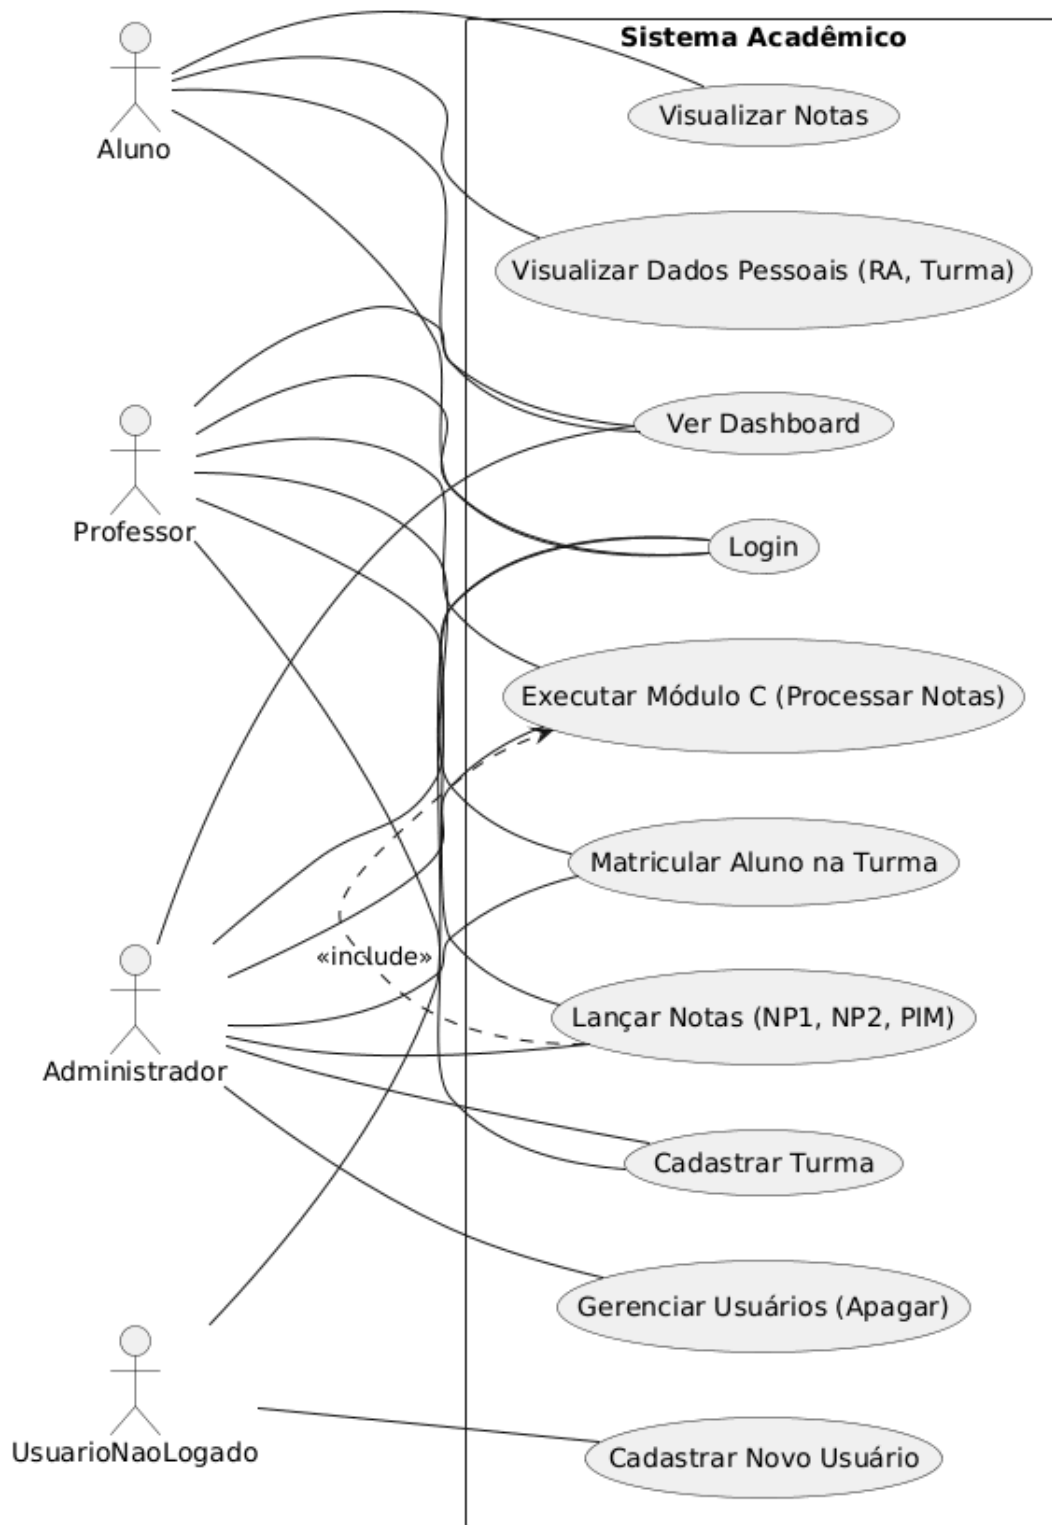 Sistema Acadêmico
Visualizar Notas
Aluno
Visualizar Dados Pessoais (RA, Turma)
Ver Dashboard
Professor
Login
Executar Módulo C (Processar Notas)
Matricular Aluno na Turma
«include»
Lançar Notas (NP1, NP2, PIM)
Administrador
Cadastrar Turma
Gerenciar Usuários (Apagar)
UsuarioNaoLogado
Cadastrar Novo Usuário